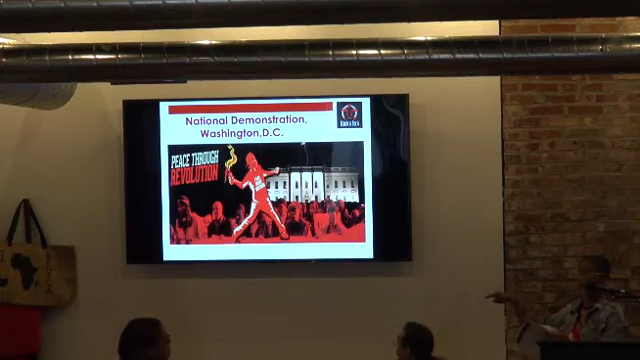 National Demonstration,
Washington,D.C.
PEACE THROUGH
REVOLUTION